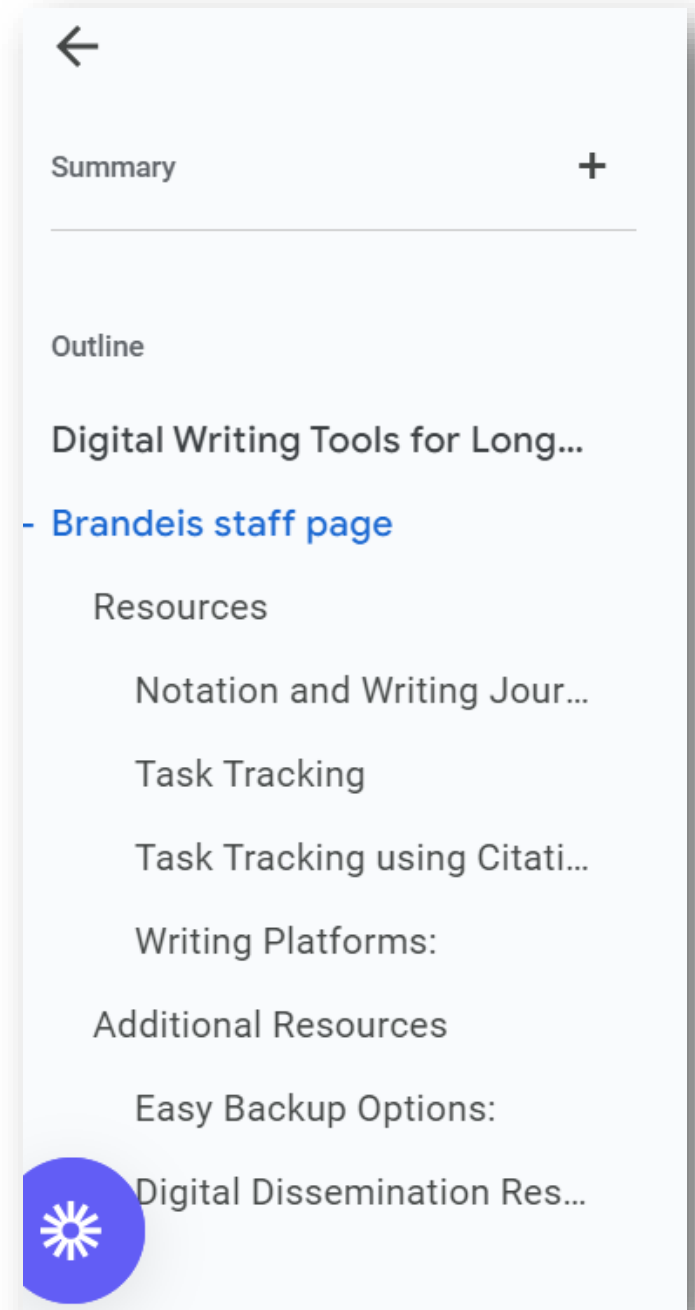 Summary
Outline
Digital Writing Tools for Long...
Brandeis staff page
Resources
Notation and Writing Jour...
Task Tracking
Task Tracking using Citati...
Writing Platforms:
Additional Resources
Easy Backup Options:
Digital Dissemination Res...